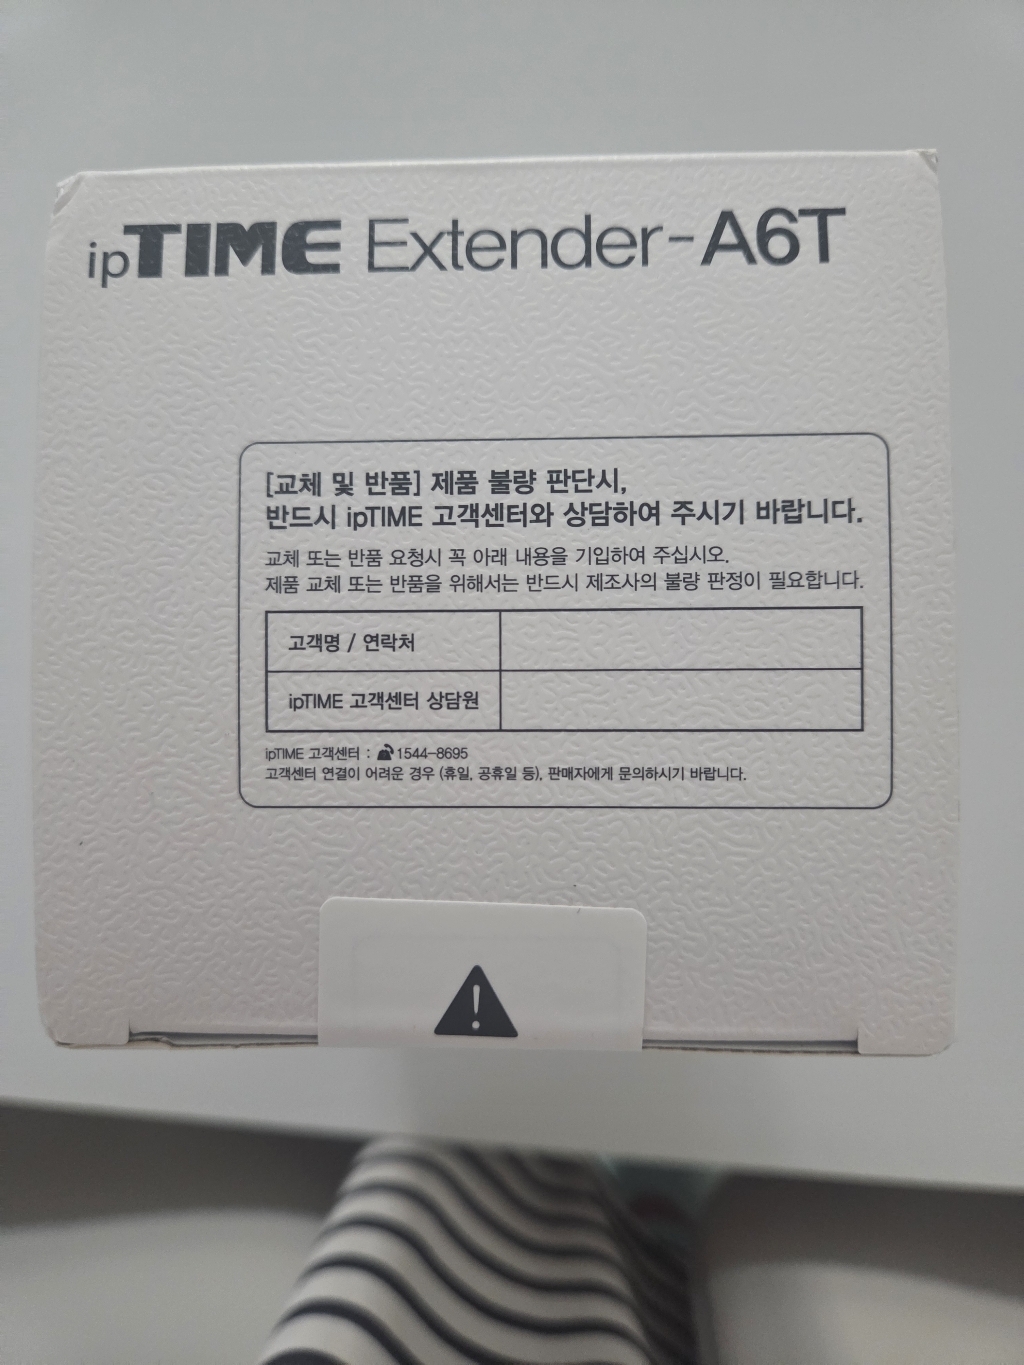 ipTIME Extender-A6T
[교체 및 반품] 제품 불량 판단시,
반드시 ipTIME 고객센터와 상담하여 주시기 바랍니다.
교체 또는 반품 요청시 꼭 아래 내용을 기입하여 주십시오.
제품 교체 또는 반품을 위해서는 반드시 제조사의 불량 판정이 필요합니다.
고객명 / 연락처
ipTIME 고객센터 상담원
ipTIME 고객센터 : 1544-8695
고객센터 연결이 어려운 경우 (휴일, 공휴일 등), 판매자에게 문의하시기 바랍니다.